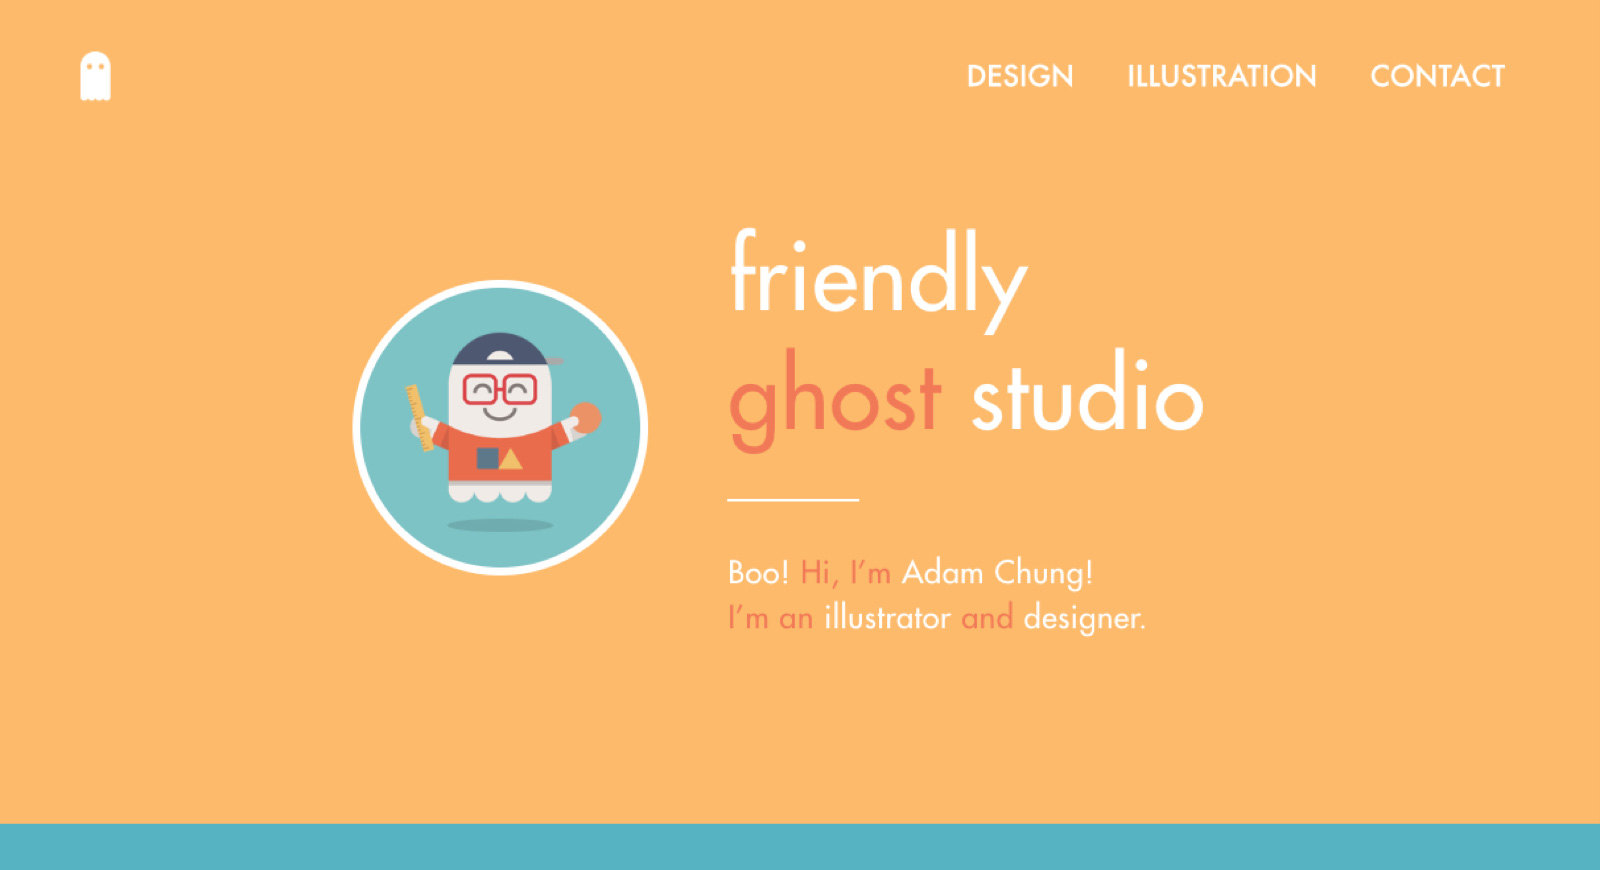 DESIGN ILLUSTRATION CONTACT
friendly
ghost studio
Boo! Hi, I’m Adam Chung!
I’m an illustrator and designer.